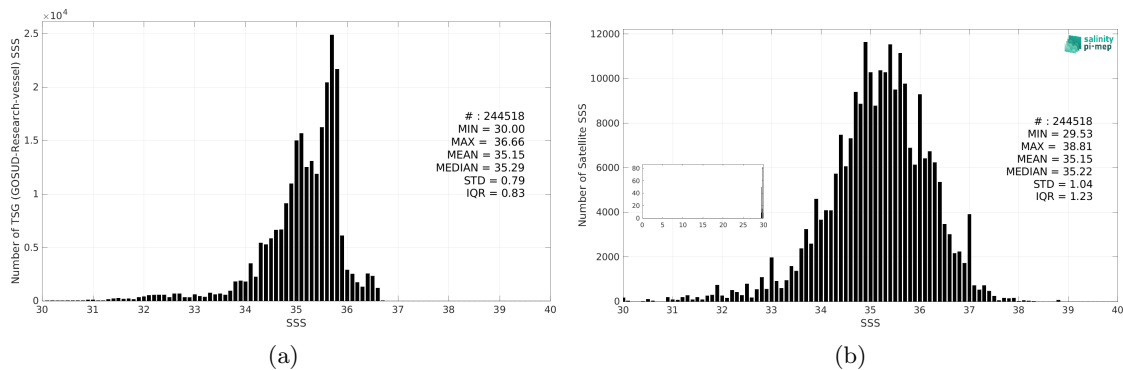 ×10⁴
2.5
2
1.5
1
0.5
0
30 31 32 33 34 35 36 37 38 39 40
SSS
Number of TSG (GOSUD-Research-vessel) SSS
# : 244518
MIN = 30.00
MAX = 36.66
MEAN = 35.15
MEDIAN = 35.29
STD = 0.79
IQR = 0.83
(a)
12000
10000
8000
6000
4000
2000
0
30 31 32 33 34 35 36 37 38 39 40
SSS
Number of Satellite SSS
salinity
pi-mep
# : 244518
MIN = 29.53
MAX = 38.81
MEAN = 35.15
MEDIAN = 35.22
STD = 1.04
IQR = 1.23
80
60
40
20
0
0 5 10 15 20 25 30
(b)